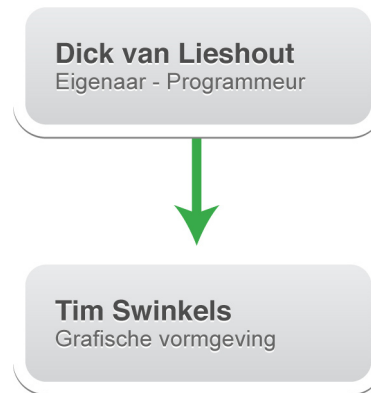 Dick van Lieshout
Eigenaar - Programmeur
Tim Swinkels
Grafische vormgeving